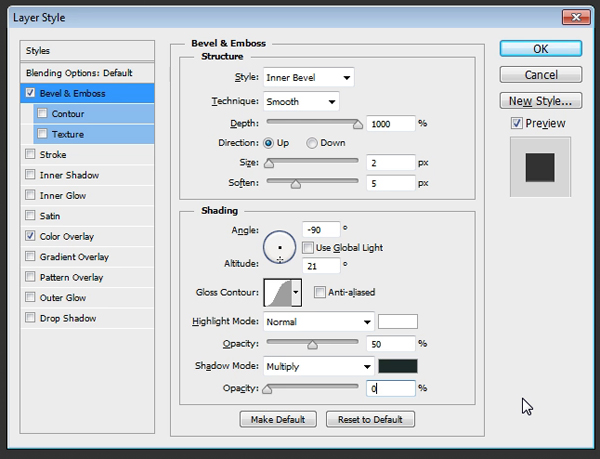 Layer Style
Styles
Blending Options: Default
Bevel & Emboss
Contour
Texture
Stroke
Inner Shadow
Inner Glow
Satin
Color Overlay
Gradient Overlay
Pattern Overlay
Outer Glow
Drop Shadow
Bevel & Emboss
Structure
Style: Inner Bevel
Technique: Smooth
Depth: 1000 %
Direction: Up Down
Size: 2 px
Soften: 5 px
Shading
Angle: -90 °
Use Global Light
Altitude: 21 °
Gloss Contour: Anti-aliased
Highlight Mode: Normal
Opacity: 50 %
Shadow Mode: Multiply
Opacity: 0 %
Make Default Reset to Default
OK
Cancel
New Style...
Preview